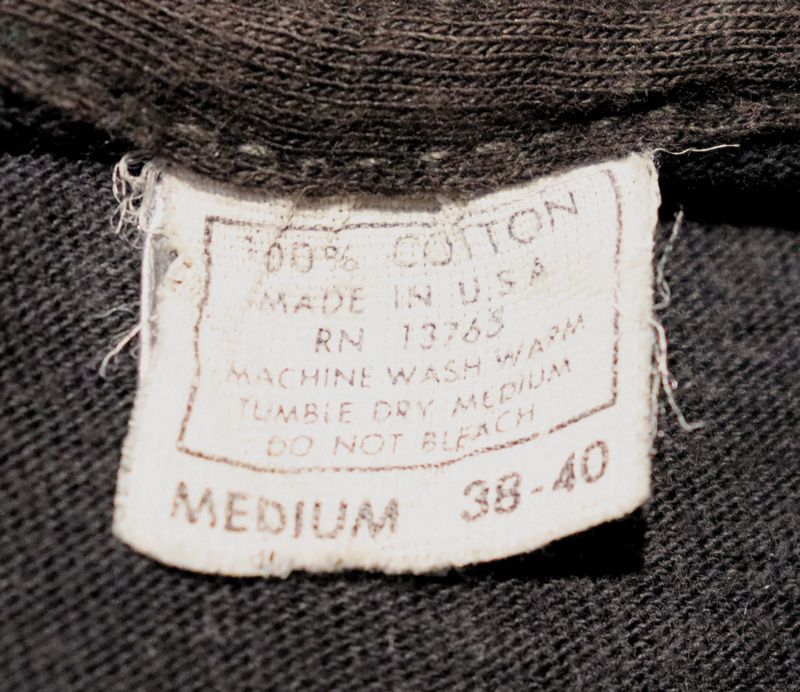 100% COTTON
MADE IN U.S.A
RN 13765
MACHINE WASH WARM
TUMBLE DRY MEDIUM
DO NOT BLEACH
MEDIUM 38-40